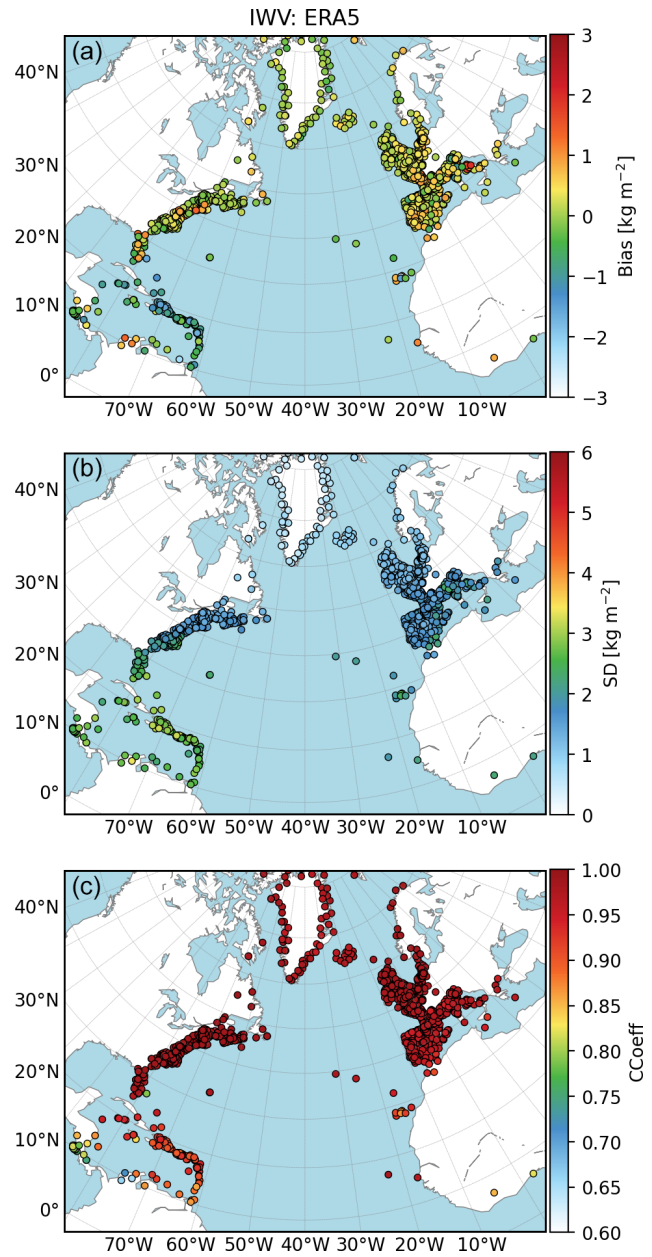 IWV: ERA5
(a)
40°N
30°N
20°N
10°N
0°
70°W 60°W 50°W 40°W 30°W 20°W 10°W
3
2
1
0
−1
−2
−3
Bias [kg m⁻²]
(b)
40°N
30°N
20°N
10°N
0°
70°W 60°W 50°W 40°W 30°W 20°W 10°W
6
5
4
3
2
1
0
SD [kg m⁻²]
(c)
40°N
30°N
20°N
10°N
0°
70°W 60°W 50°W 40°W 30°W 20°W 10°W
1.00
0.95
0.90
0.85
0.80
0.75
0.70
0.65
0.60
CCoeff